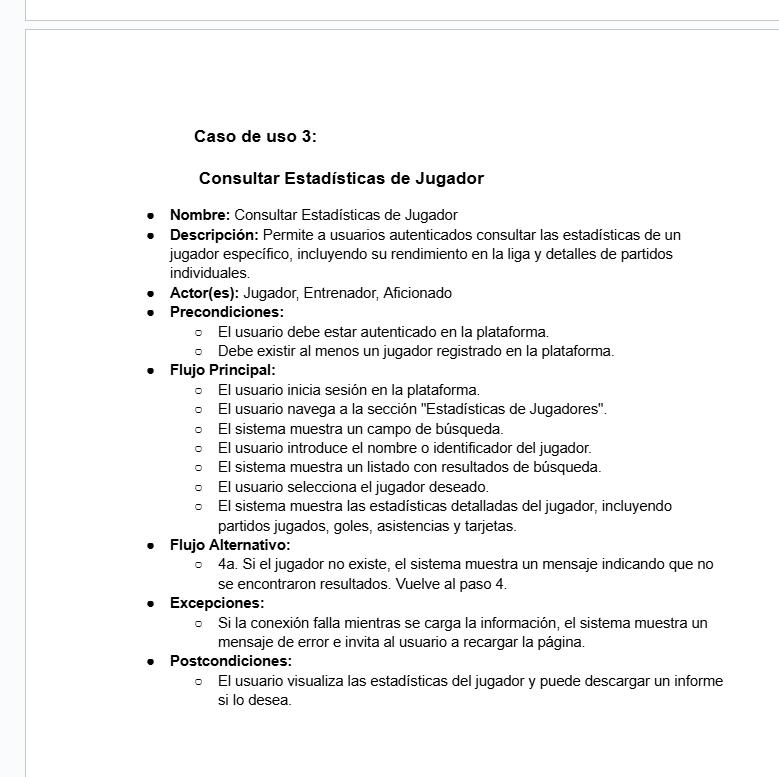 Caso de uso 3:
Consultar Estadísticas de Jugador
● Nombre: Consultar Estadísticas de Jugador
● Descripción: Permite a usuarios autenticados consultar las estadísticas de un
jugador específico, incluyendo su rendimiento en la liga y detalles de partidos
individuales.
● Actor(es): Jugador, Entrenador, Aficionado
● Precondiciones:
○ El usuario debe estar autenticado en la plataforma.
○ Debe existir al menos un jugador registrado en la plataforma.
● Flujo Principal:
○ El usuario inicia sesión en la plataforma.
○ El usuario navega a la sección "Estadísticas de Jugadores".
○ El sistema muestra un campo de búsqueda.
○ El usuario introduce el nombre o identificador del jugador.
○ El sistema muestra un listado con resultados de búsqueda.
○ El usuario selecciona el jugador deseado.
○ El sistema muestra las estadísticas detalladas del jugador, incluyendo
partidos jugados, goles, asistencias y tarjetas.
● Flujo Alternativo:
○ 4a. Si el jugador no existe, el sistema muestra un mensaje indicando que no
se encontraron resultados. Vuelve al paso 4.
● Excepciones:
○ Si la conexión falla mientras se carga la información, el sistema muestra un
mensaje de error e invita al usuario a recargar la página.
● Postcondiciones:
○ El usuario visualiza las estadísticas del jugador y puede descargar un informe
si lo desea.